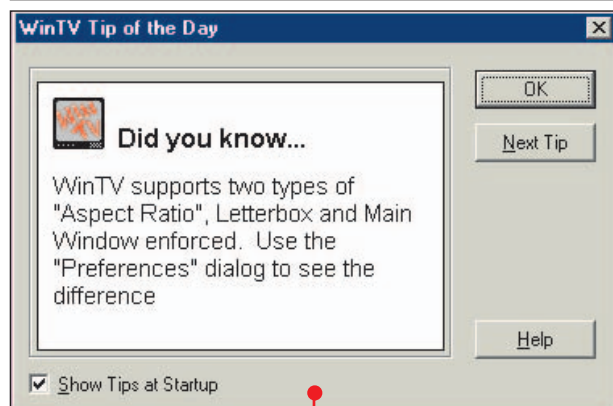 WinTV Tip of the Day
Did you know...
WinTV supports two types of
"Aspect Ratio", Letterbox and Main
Window enforced. Use the
"Preferences" dialog to see the
difference
OK
Next Tip
Help
Show Tips at Startup